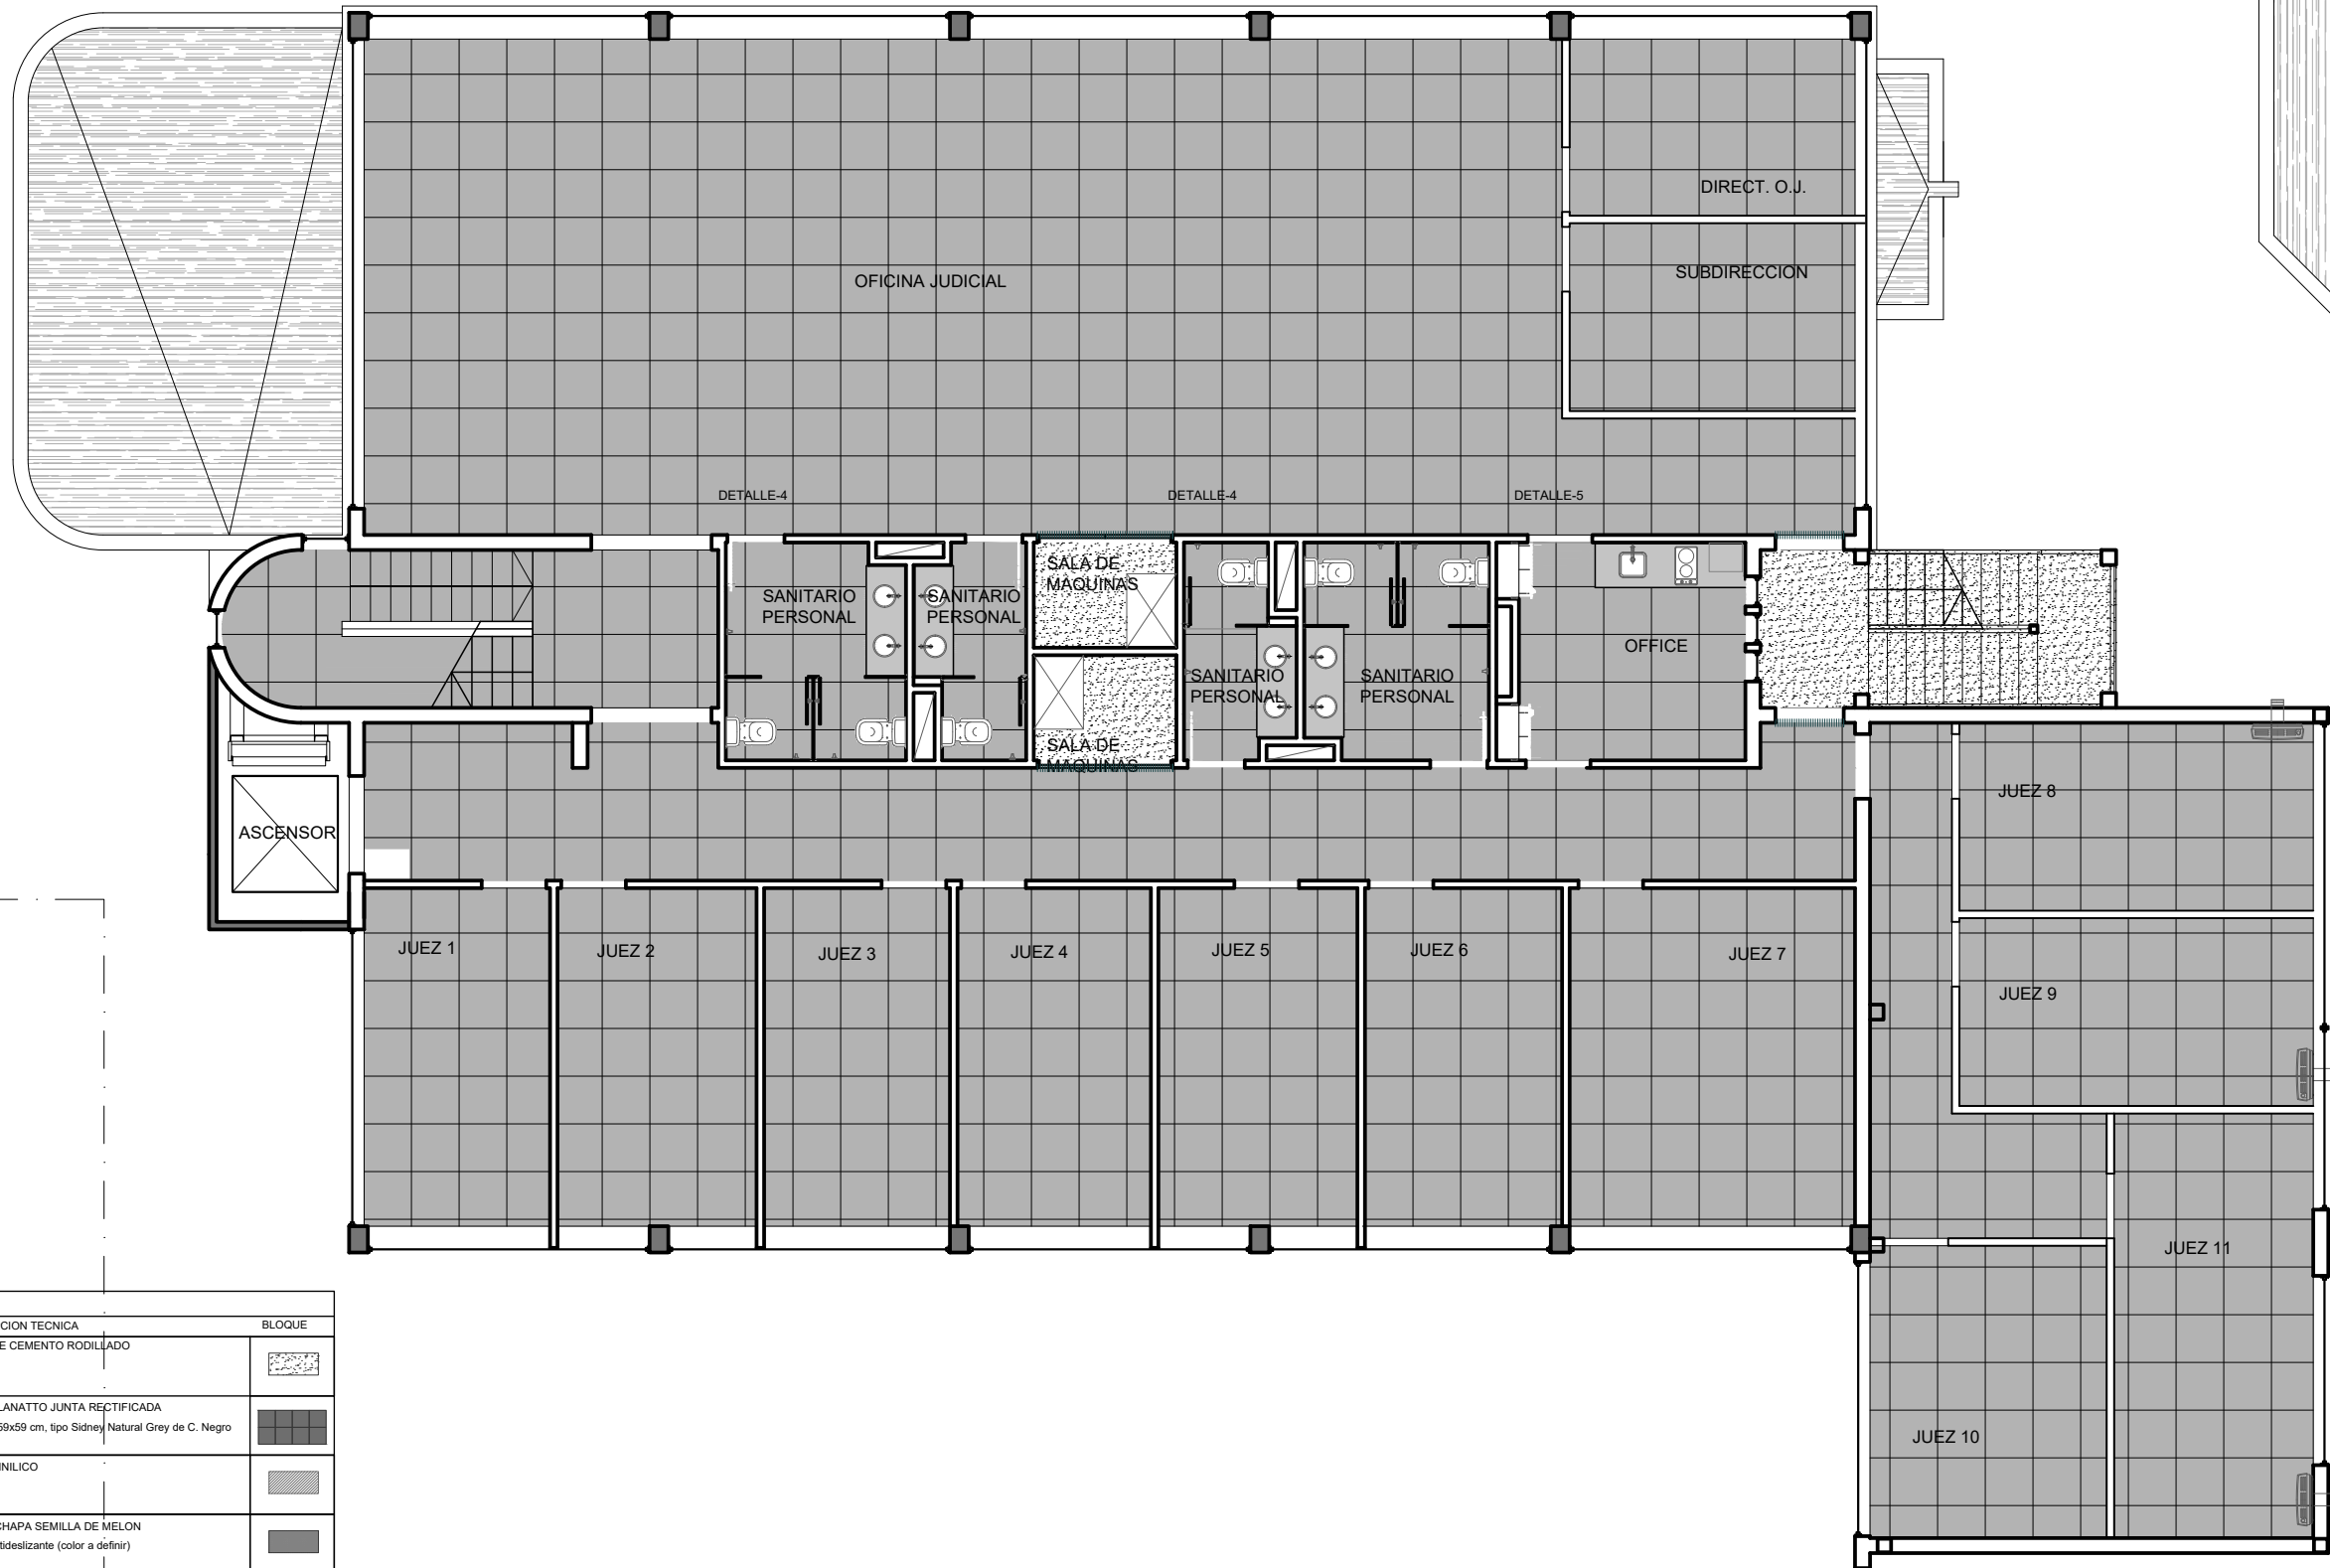 DIRECT. O.J.
SUBDIRECCION
OFICINA JUDICIAL
DETALLE-4
DETALLE-4
DETALLE-5
SANITARIO
PERSONAL
SANITARIO
PERSONAL
SALA DE
MAQUINAS
SALA DE
MAQUINAS
SANITARIO
PERSONAL
SANITARIO
PERSONAL
OFFICE
ASCENSOR
JUEZ 1
JUEZ 2
JUEZ 3
JUEZ 4
JUEZ 5
JUEZ 6
JUEZ 7
JUEZ 8
JUEZ 9
JUEZ 10
JUEZ 11
CION TECNICA
BLOQUE
E CEMENTO RODILLADO
LANATTO JUNTA RECTIFICADA
59x59 cm, tipo Sidney Natural Grey de C. Negro
INILICO
CHAPA SEMILLA DE MELON
tideslizante (color a definir)